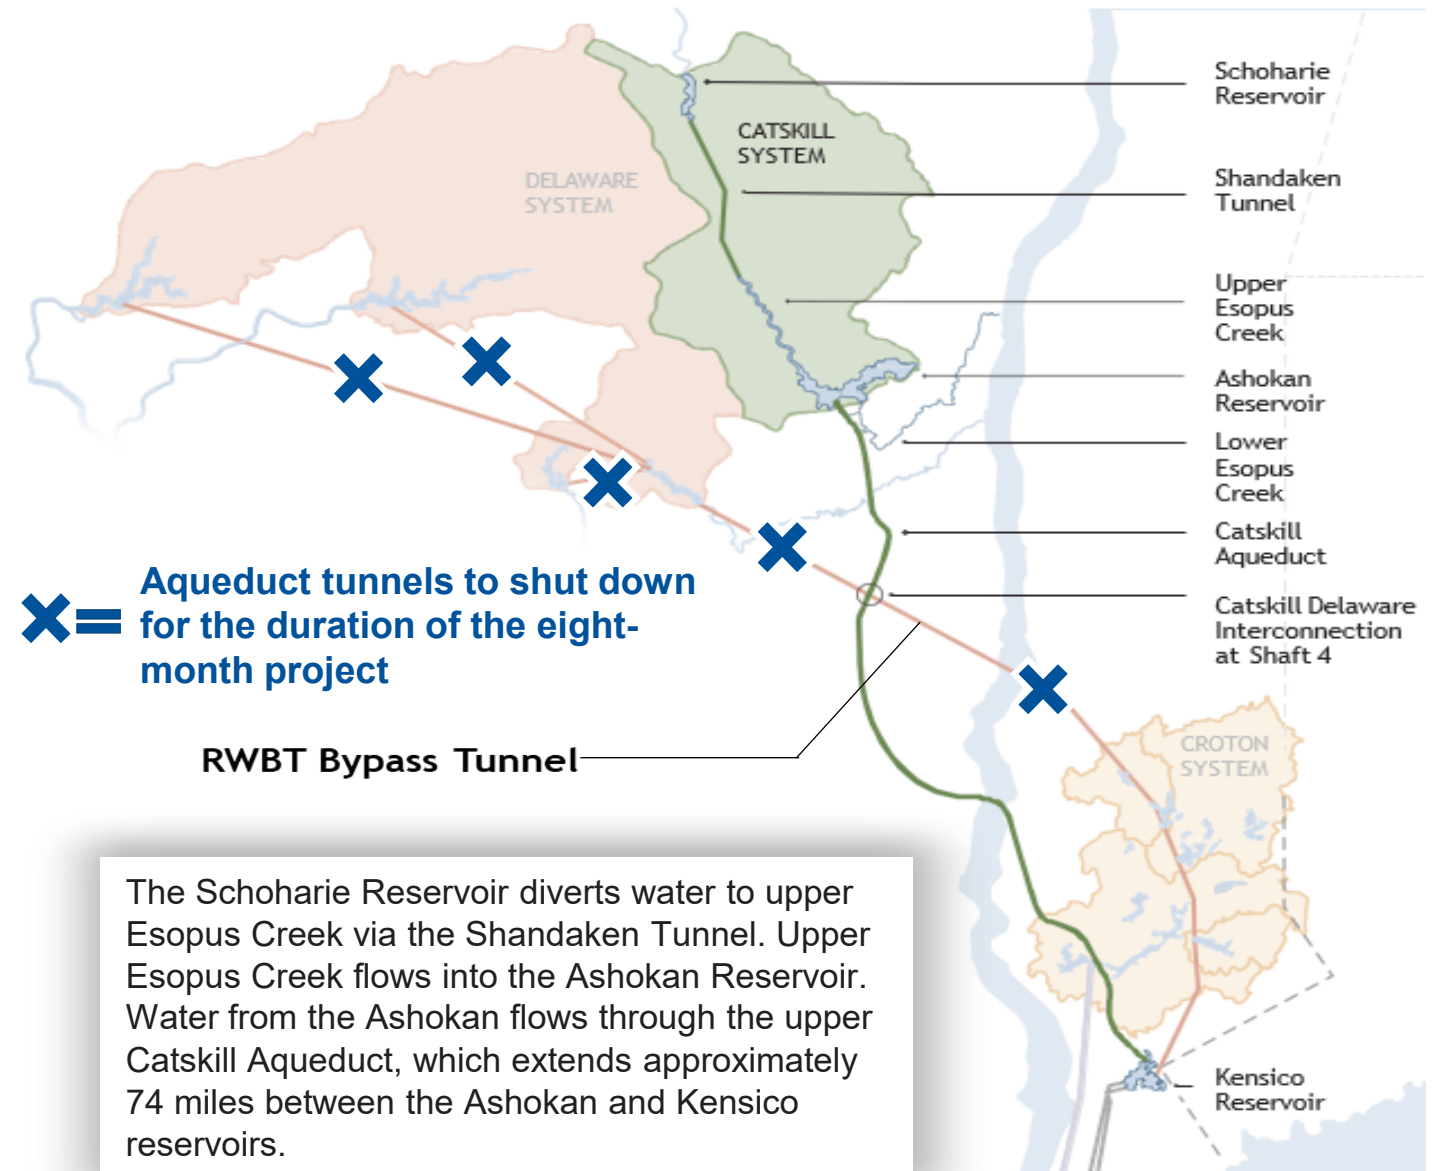 Schoharie
Reservoir
CATSKILL
SYSTEM
DELAWARE
SYSTEM
Shandaken
Tunnel
Upper
Esopus
Creek
Ashokan
Reservoir
Lower
Esopus
Creek
Catskill
Aqueduct
Catskill Delaware
Interconnection
at Shaft 4
= Aqueduct tunnels to shut down
for the duration of the eight-
month project
RWBT Bypass Tunnel
CROTON
SYSTEM
The Schoharie Reservoir diverts water to upper
Esopus Creek via the Shandaken Tunnel. Upper
Esopus Creek flows into the Ashokan Reservoir.
Water from the Ashokan flows through the upper
Catskill Aqueduct, which extends approximately
74 miles between the Ashokan and Kensico
reservoirs.
Kensico
Reservoir